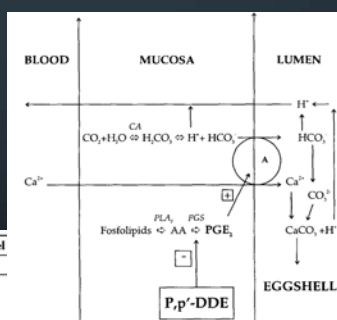 BLOOD MUCOSA LUMEN
H⁺
CA
CO₂+H₂O ⇔ H₂CO₃ ⇔ H⁺+ HCO₃⁻ HCO₃⁻
A
Ca²⁺ Ca²⁺ CO₃²⁻
+
PLA₂ PGS
Fosfolipids ⇨ AA ⇨ PGE₂ CaCO₃+H⁺
el
-
EGGSHELL
P,p'-DDE